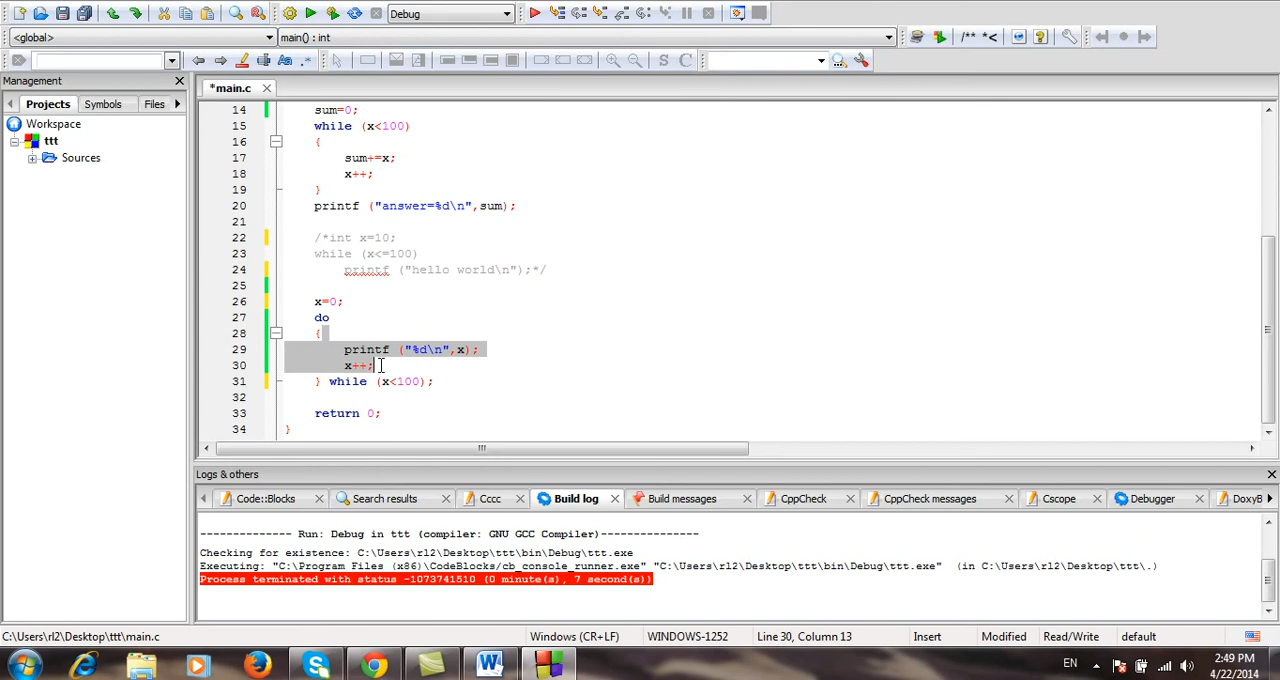 Debug
<global>
main() : int
/** *<
Aa .*
S C
Management
*main.c
Projects Symbols Files
Workspace
ttt
Sources
14 sum=0;
15 while (x<100)
16 {
17 sum+=x;
18 x++;
19 }
20 printf ("answer=%d\n",sum);
21
22 /*int x=10;
23 while (x<=100)
24 printf ("hello world\n");*/
25
26 x=0;
27 do
28 {
29 printf ("%d\n",x);
30 x++;
31 } while (x<100);
32
33 return 0;
34 }
Logs & others
Code::Blocks Search results Cccc Build log Build messages CppCheck CppCheck messages Cscope Debugger DoxyB
-------------- Run: Debug in ttt (compiler: GNU GCC Compiler)---------------
Checking for existence: C:\Users\rl2\Desktop\ttt\bin\Debug\ttt.exe
Executing: "C:\Program Files (x86)\CodeBlocks/cb_console_runner.exe" "C:\Users\rl2\Desktop\ttt\bin\Debug\ttt.exe" (in C:\Users\rl2\Desktop\ttt\.)
Process terminated with status -1073741510 (0 minute(s), 7 second(s))
C:\Users\rl2\Desktop\ttt\main.c Windows (CR+LF) WINDOWS-1252 Line 30, Column 13 Insert Modified Read/Write default
EN 2:49 PM
4/22/2014